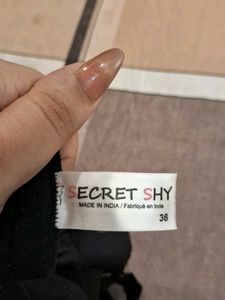 SECRET SHY
MADE IN INDIA / Fabriqué en Inde
36